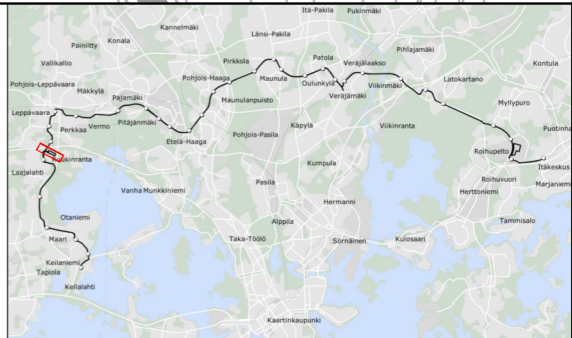 Itä-Pakila
Pukinmäki
Kannelmäki
Länsi-Pakila
Painiitty
Konala
Pihlajamäki
Vallikallio
Pirkkola
Patola
Veräjälaakso
Kontula
Pohjois-Leppävaara
Pohjois-Haaga
Maunula
Latokartano
Mäkkylä
Oulunkylä
Viikinmäki
Pajamäki
Maunulanpuisto
Veräjämäki
Myllypuro
Leppävaara
Pitäjänmäki
Käpylä
Viikinranta
Puotinha
Perkkaa
Vermo
Pohjois-Pasila
Etelä-Haaga
Roihupelto
Laajalahti
Kumpula
Itäkeskus
Pasila
Roihuvuori
Marjaniemi
Vanha Munkkiniemi
Herttoniemi
Hermanni
Otaniemi
Alppila
Tammisalo
Maari
Taka-Töölö
Sörnäinen
Kulosaari
Keilaniemi
Tapiola
Keilalahti
Kaartinkaupunki